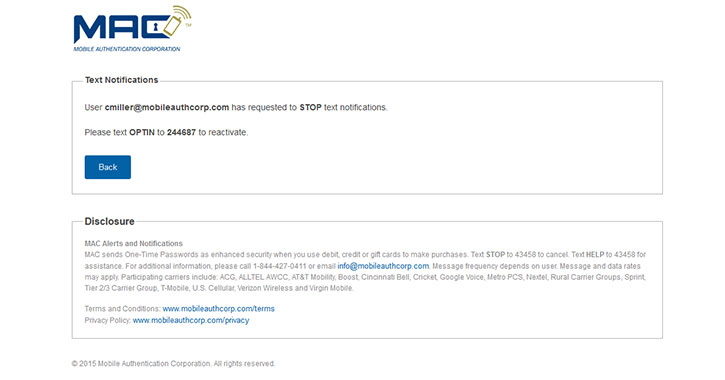 MAC TM
MOBILE AUTHENTICATION CORPORATION
Text Notifications
User cmiller@mobileauthcorp.com has requested to STOP text notifications.
Please text OPTIN to 244687 to reactivate.
Back
Disclosure
MAC Alerts and Notifications
MAC sends One-Time Passwords as enhanced security when you use debit, credit or gift cards to make purchases. Text STOP to 43458 to cancel. Text HELP to 43458 for
assistance. For additional information, please call 1-844-427-0411 or email info@mobileauthcorp.com. Message frequency depends on user. Message and data rates
may apply. Participating carriers include: ACG, ALLTEL AWCC, AT&T Mobility, Boost, Cincinnati Bell, Cricket, Google Voice, Metro PCS, Nextel, Rural Carrier Groups, Sprint,
Tier 2/3 Carrier Group, T-Mobile, U.S. Cellular, Verizon Wireless and Virgin Mobile.
Terms and Conditions: www.mobileauthcorp.com/terms
Privacy Policy: www.mobileauthcorp.com/privacy
© 2015 Mobile Authentication Corporation. All rights reserved.